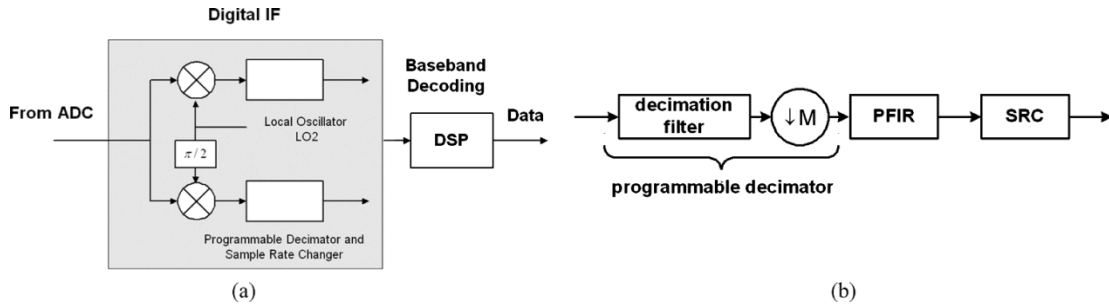 Digital IF
From ADC
Local Oscillator
LO2
π/2
Programmable Decimator and
Sample Rate Changer
Baseband
Decoding
DSP
Data
(a)
decimation
filter
↓M
PFIR
SRC
programmable decimator
(b)